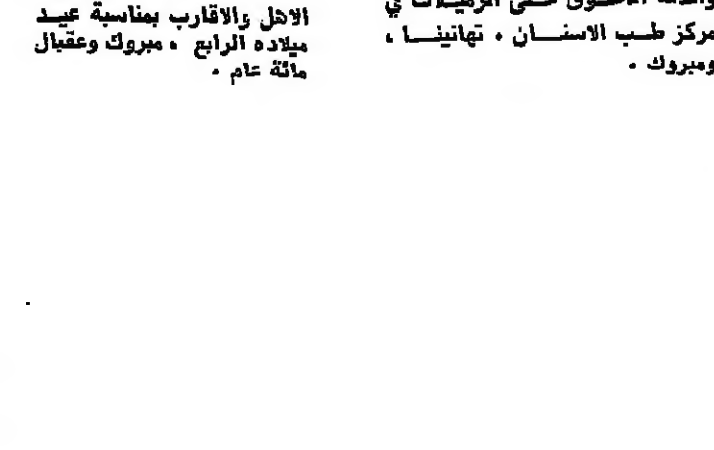 مركز طب الاسنان ، تهانينا ،
ومبروك .
الاهل والاقارب بمناسبة عيد
ميلاده الرابع ، مبروك وعقبال
مائة عام .